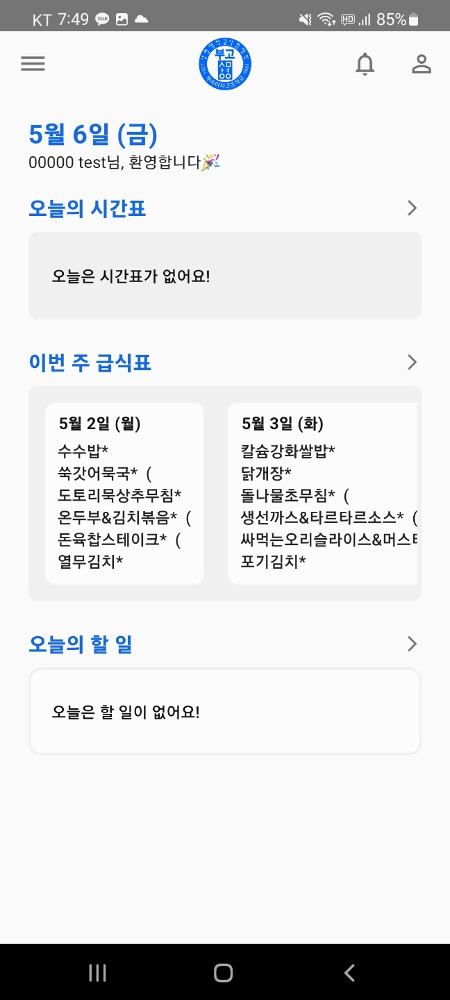 KT 7:49 TALK HD 85%
부고
상명
5월 6일 (금)
00000 test님, 환영합니다🎉
오늘의 시간표
오늘은 시간표가 없어요!
이번 주 급식표
5월 2일 (월)
수수밥*
쑥갓어묵국* (
도토리묵상추무침*
온두부&김치볶음* (
돈육찹스테이크* (
열무김치*
5월 3일 (화)
칼슘강화쌀밥*
닭개장*
돌나물초무침* (
생선까스&타르타르소스* (
싸먹는오리슬라이스&머스터
포기김치*
오늘의 할 일
오늘은 할 일이 없어요!